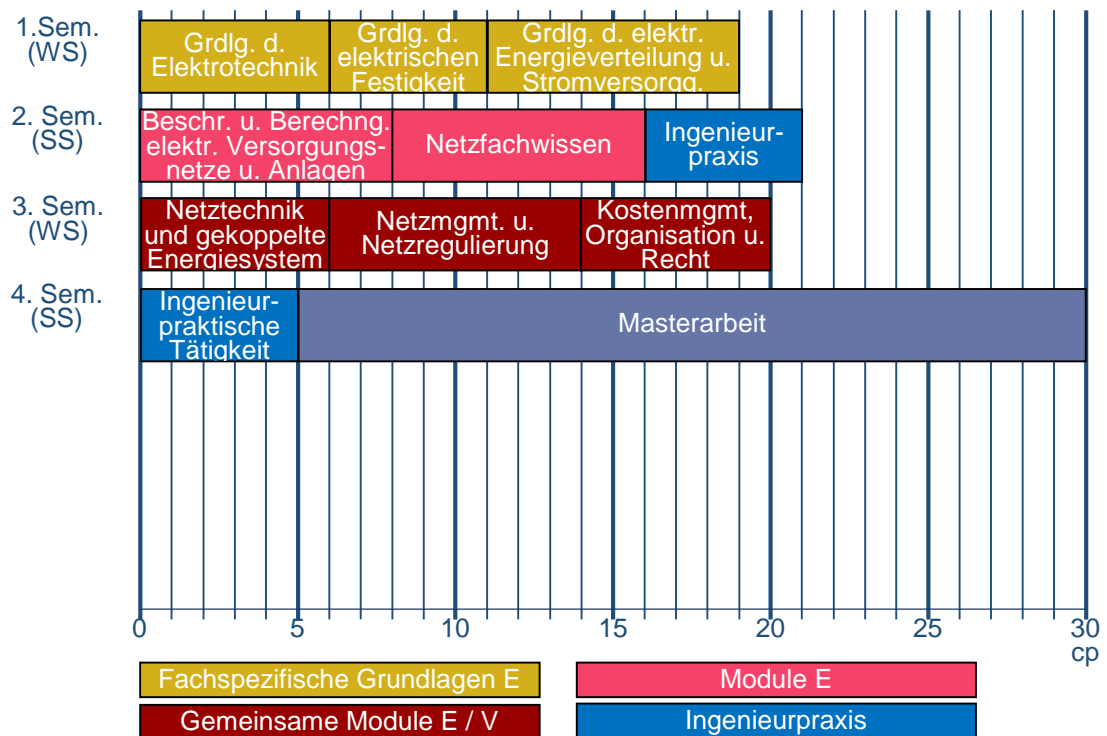 1.Sem.
(WS)
Grdlg. d.
Elektrotechnik
Grdlg. d.
elektrischen
Festigkeit
Grdlg. d. elektr.
Energieverteilung u.
Stromversorgg.
2. Sem.
(SS)
Beschr. u. Berechng.
elektr. Versorgungs-
netze u. Anlagen
Netzfachwissen
Ingenieur-
praxis
3. Sem.
(WS)
Netztechnik
und gekoppelte
Energiesystem
Netzmgmt. u.
Netzregulierung
Kostenmgmt,
Organisation u.
Recht
4. Sem.
(SS)
Ingenieur-
praktische
Tätigkeit
Masterarbeit
0 5 10 15 20 25 30
cp
Fachspezifische Grundlagen E
Module E
Gemeinsame Module E / V
Ingenieurpraxis